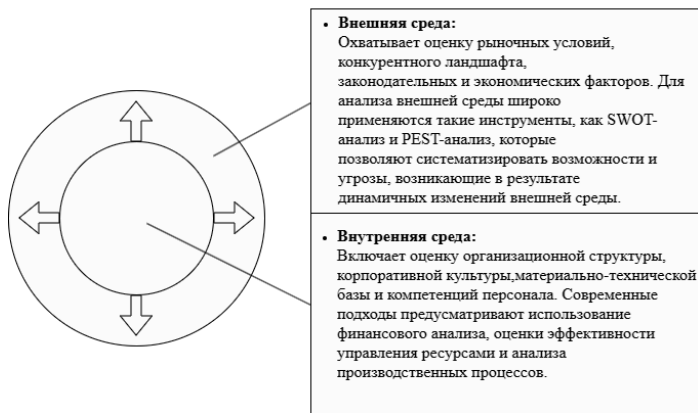 • Внешняя среда:
Охватывает оценку рыночных условий,
конкурентного ландшафта,
законодательных и экономических факторов. Для
анализа внешней среды широко
применяются такие инструменты, как SWOT-
анализ и PEST-анализ, которые
позволяют систематизировать возможности и
угрозы, возникающие в результате
динамичных изменений внешней среды.
• Внутренняя среда:
Включает оценку организационной структуры,
корпоративной культуры,материально-технической
базы и компетенций персонала. Современные
подходы предусматривают использование
финансового анализа, оценки эффективности
управления ресурсами и анализа
производственных процессов.